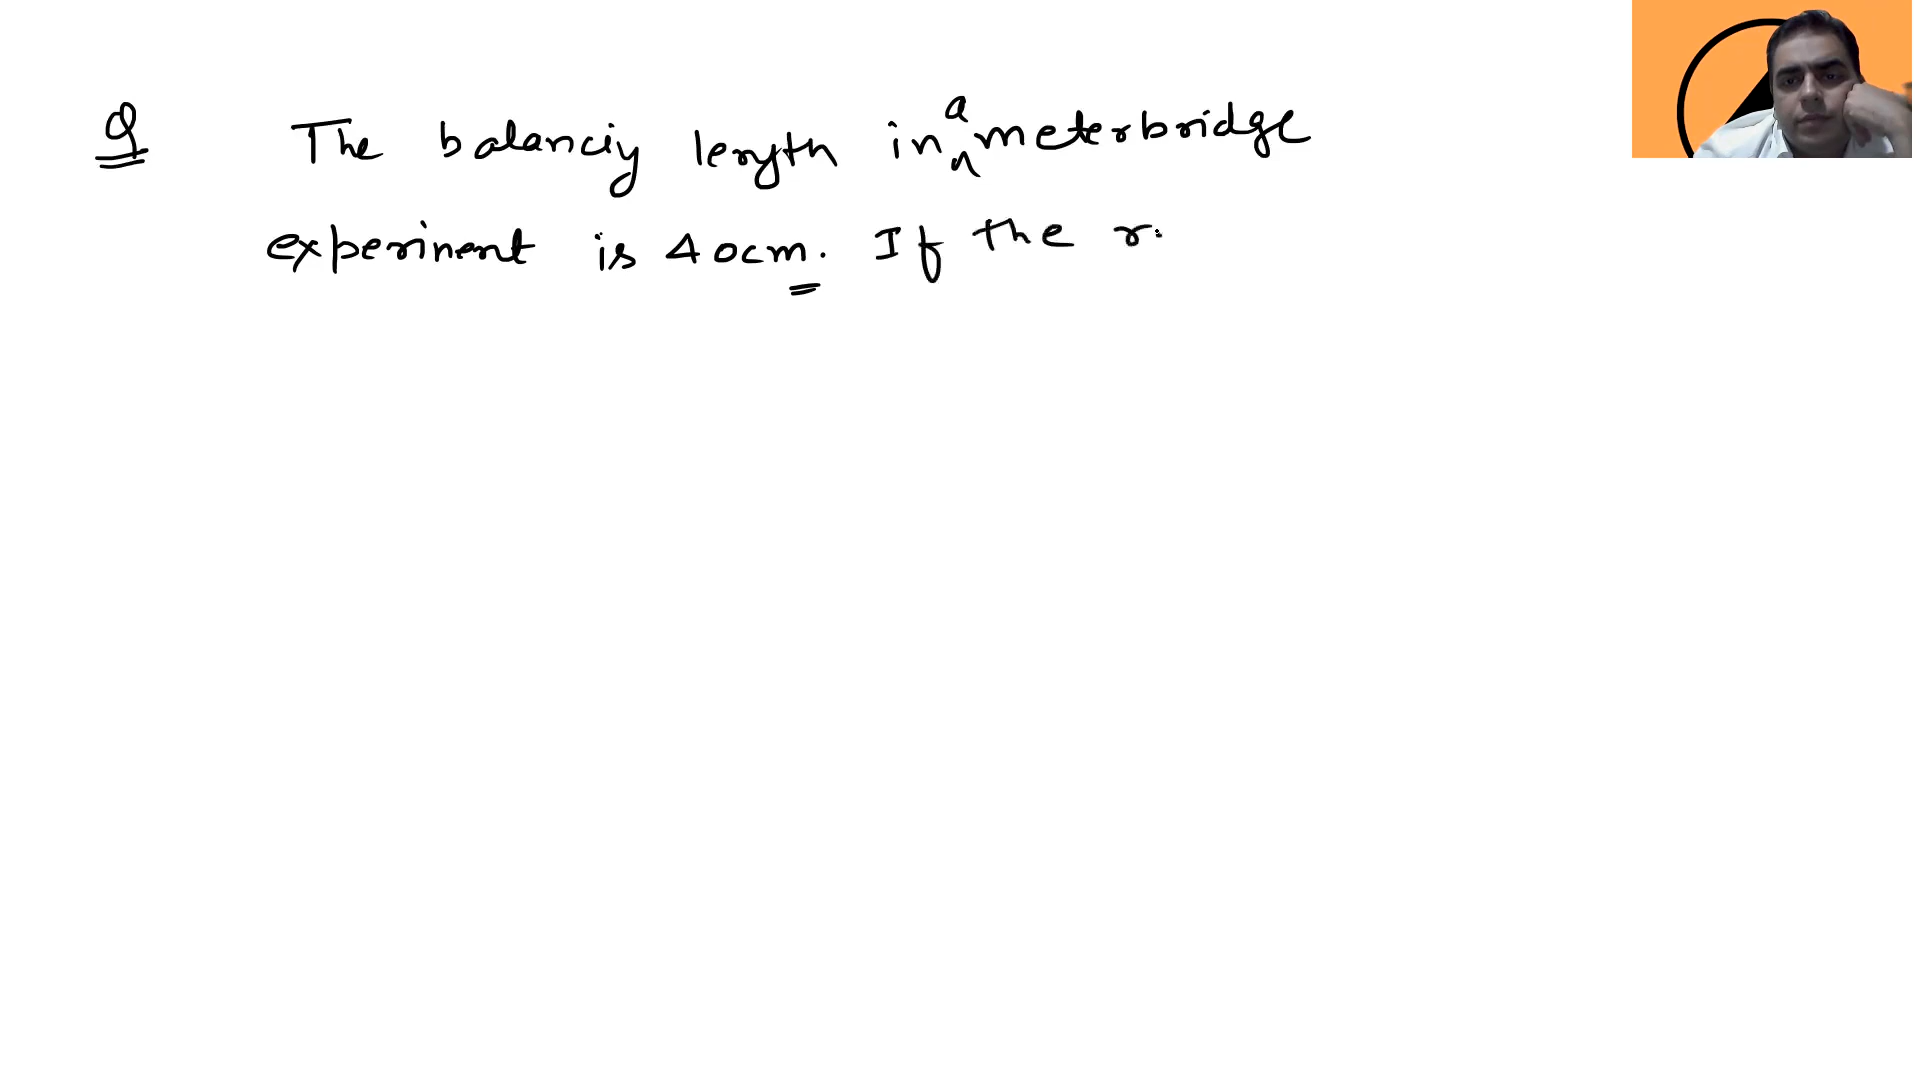 Q The balancing length in a meterbridge
experiment is 40cm. If the r